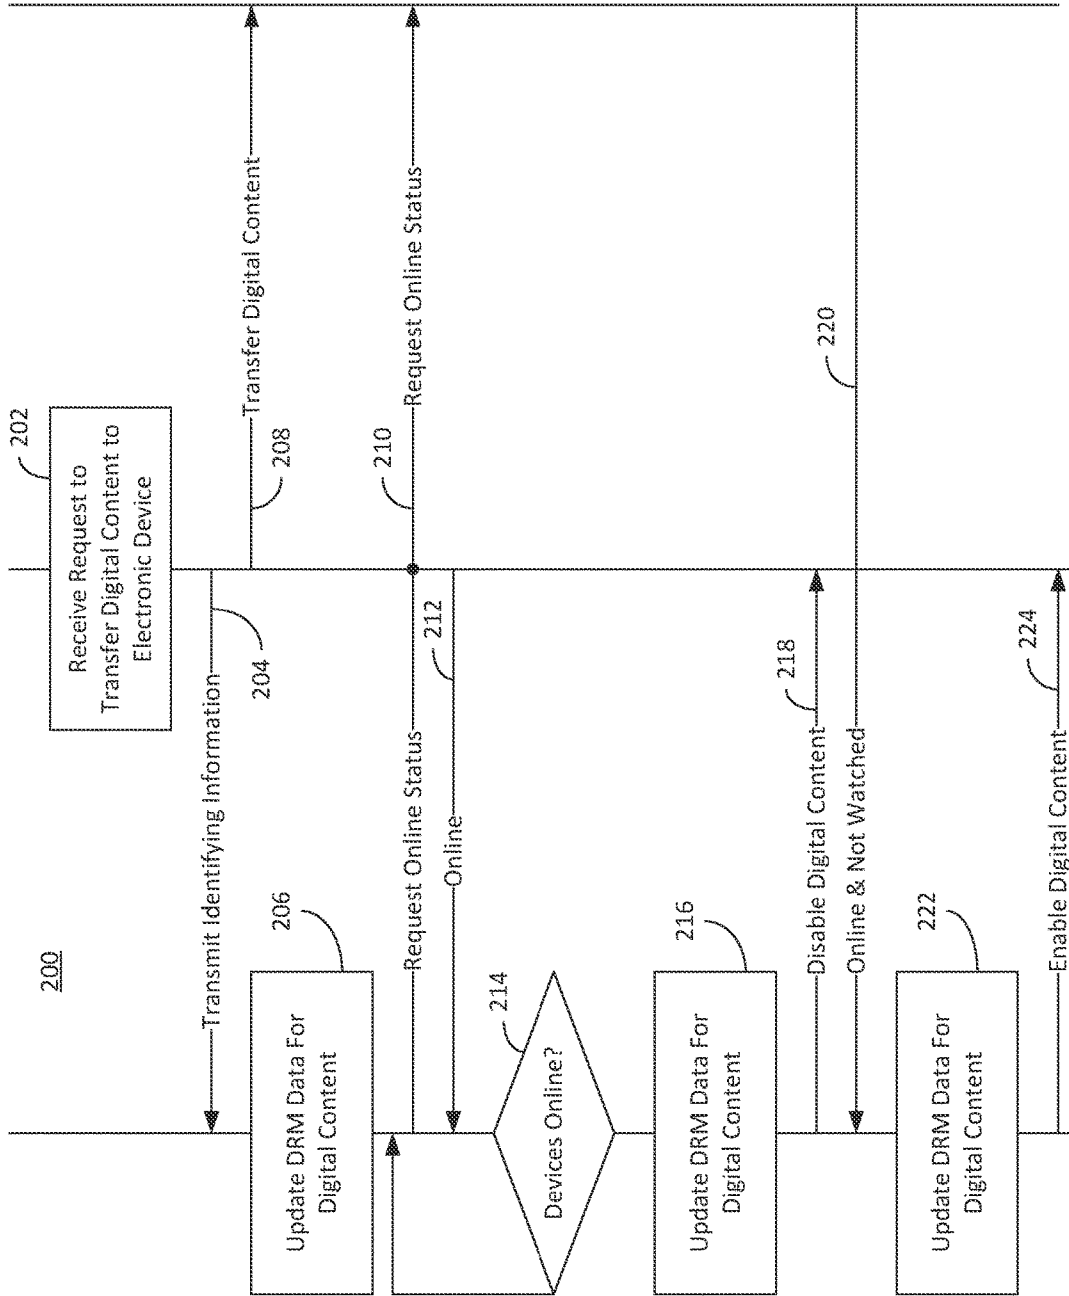 200
Receive Request to
Transfer Digital Content to
Electronic Device
202
Transmit Identifying Information
204
Update DRM Data For
Digital Content
206
Transfer Digital Content
208
Request Online Status
Request Online Status
210
Online
212
Devices Online?
214
Update DRM Data For
Digital Content
216
Disable Digital Content
218
Online & Not Watched
220
Update DRM Data For
Digital Content
222
Enable Digital Content
224